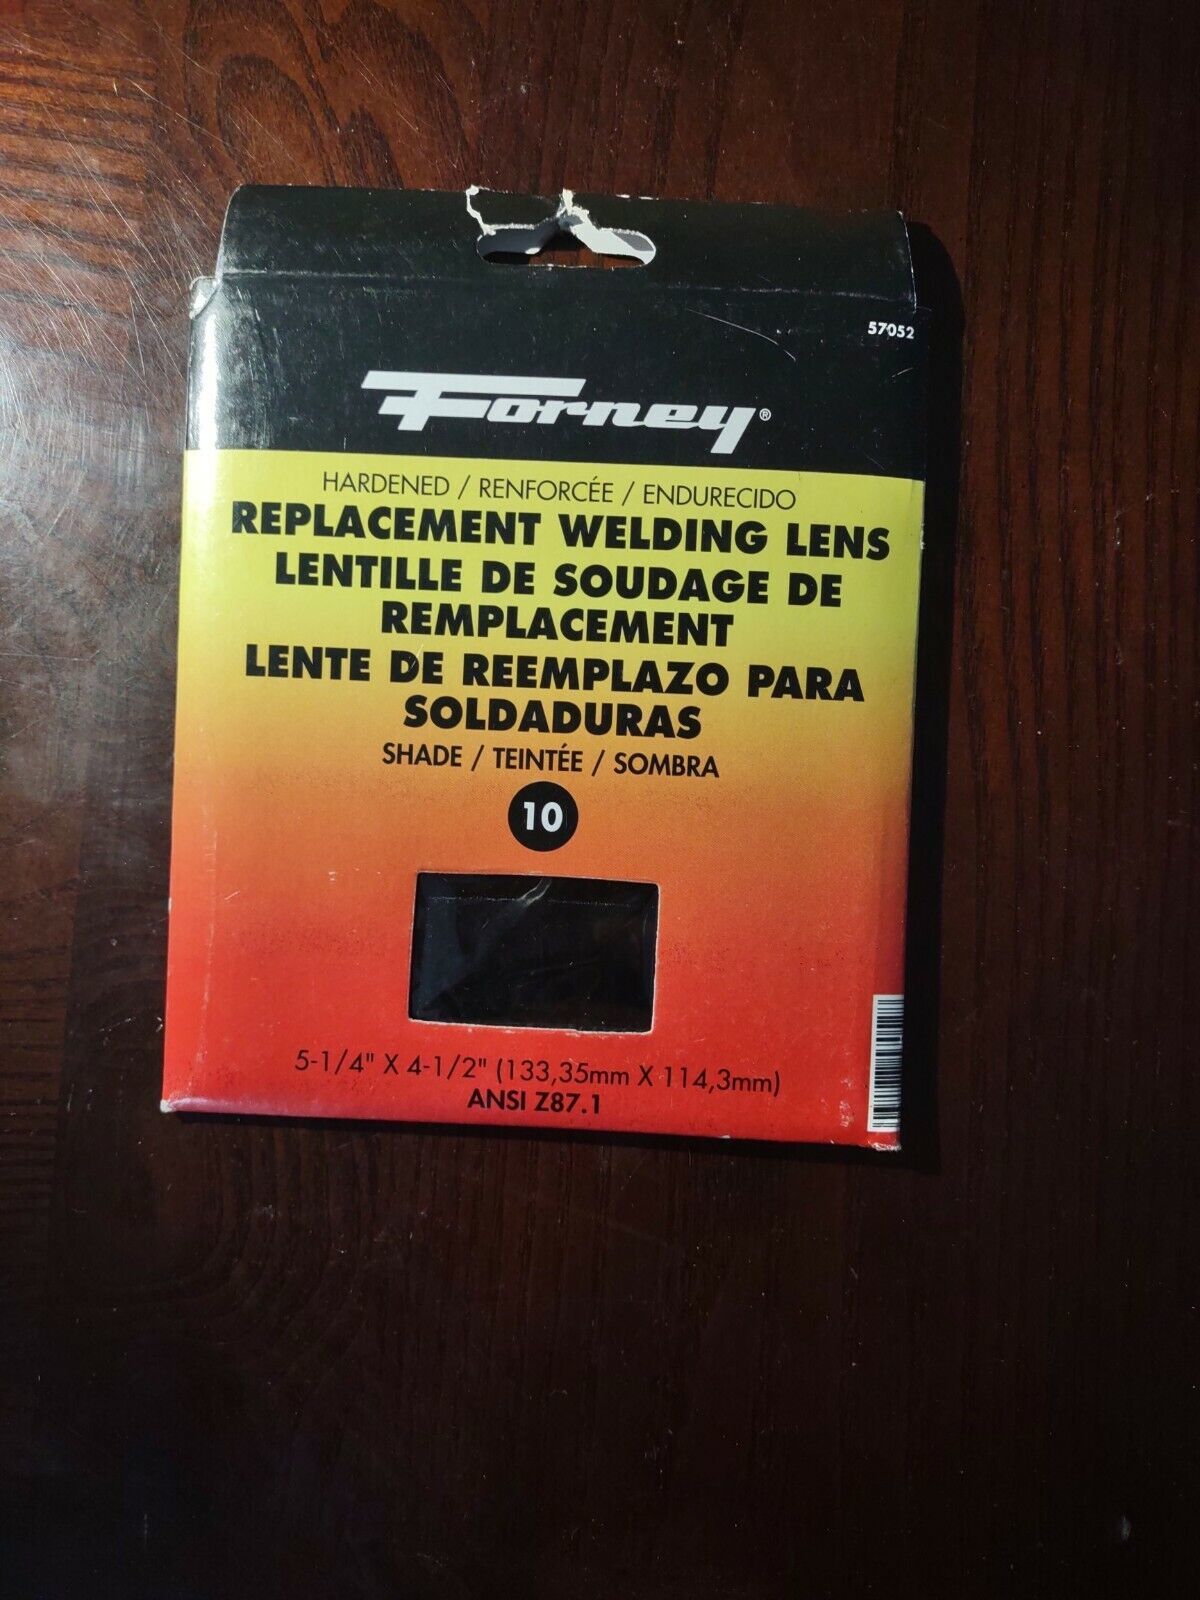 57052
Forney®
HARDENED / RENFORCÉE / ENDURECIDO
REPLACEMENT WELDING LENS
LENTILLE DE SOUDAGE DE
REMPLACEMENT
LENTE DE REEMPLAZO PARA
SOLDADURAS
SHADE / TEINTÉE / SOMBRA
10
5-1/4" X 4-1/2" (133,35mm X 114,3mm)
ANSI Z87.1